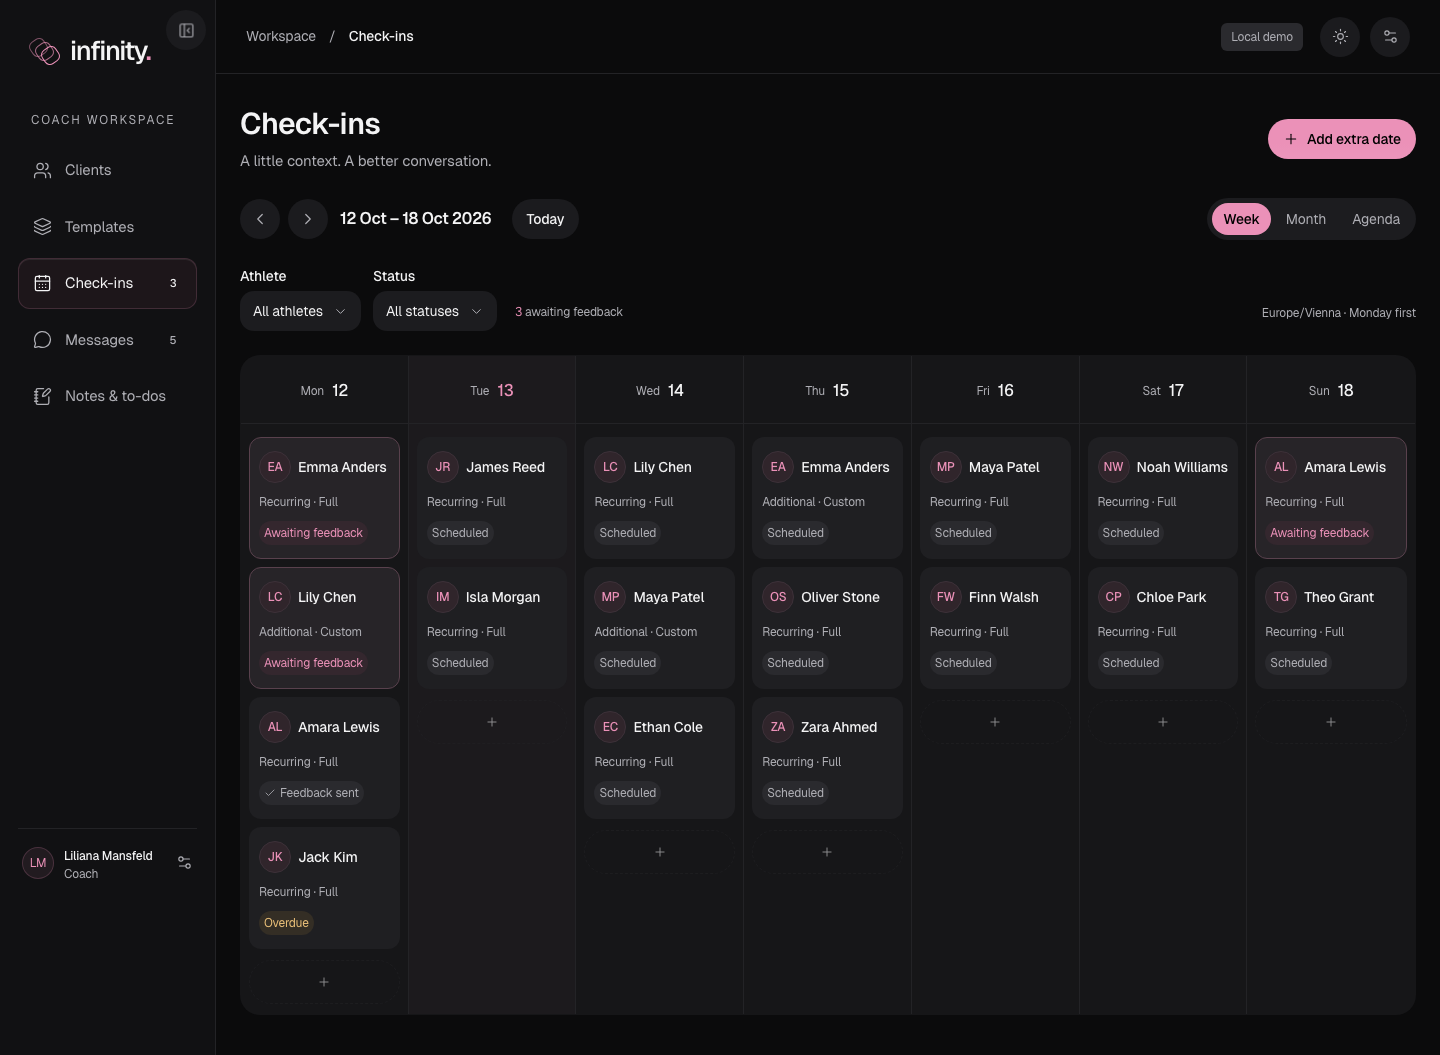 infinity.
COACH WORKSPACE
Clients
Templates
Check-ins 3
Messages 5
Notes & to-dos
LM Liliana Mansfeld
Coach
Workspace / Check-ins
Local demo
Check-ins
A little context. A better conversation.
+ Add extra date
12 Oct – 18 Oct 2026
Today
Week Month Agenda
Athlete Status
All athletes All statuses
3 awaiting feedback
Europe/Vienna · Monday first
Mon 12
EA Emma Anders
Recurring · Full
Awaiting feedback
LC Lily Chen
Additional · Custom
Awaiting feedback
AL Amara Lewis
Recurring · Full
Feedback sent
JK Jack Kim
Recurring · Full
Overdue
+
Tue 13
JR James Reed
Recurring · Full
Scheduled
IM Isla Morgan
Recurring · Full
Scheduled
+
Wed 14
LC Lily Chen
Recurring · Full
Scheduled
MP Maya Patel
Additional · Custom
Scheduled
EC Ethan Cole
Recurring · Full
Scheduled
+
Thu 15
EA Emma Anders
Additional · Custom
Scheduled
OS Oliver Stone
Recurring · Full
Scheduled
ZA Zara Ahmed
Recurring · Full
Scheduled
+
Fri 16
MP Maya Patel
Recurring · Full
Scheduled
FW Finn Walsh
Recurring · Full
Scheduled
+
Sat 17
NW Noah Williams
Recurring · Full
Scheduled
CP Chloe Park
Recurring · Full
Scheduled
+
Sun 18
AL Amara Lewis
Recurring · Full
Awaiting feedback
TG Theo Grant
Recurring · Full
Scheduled
+